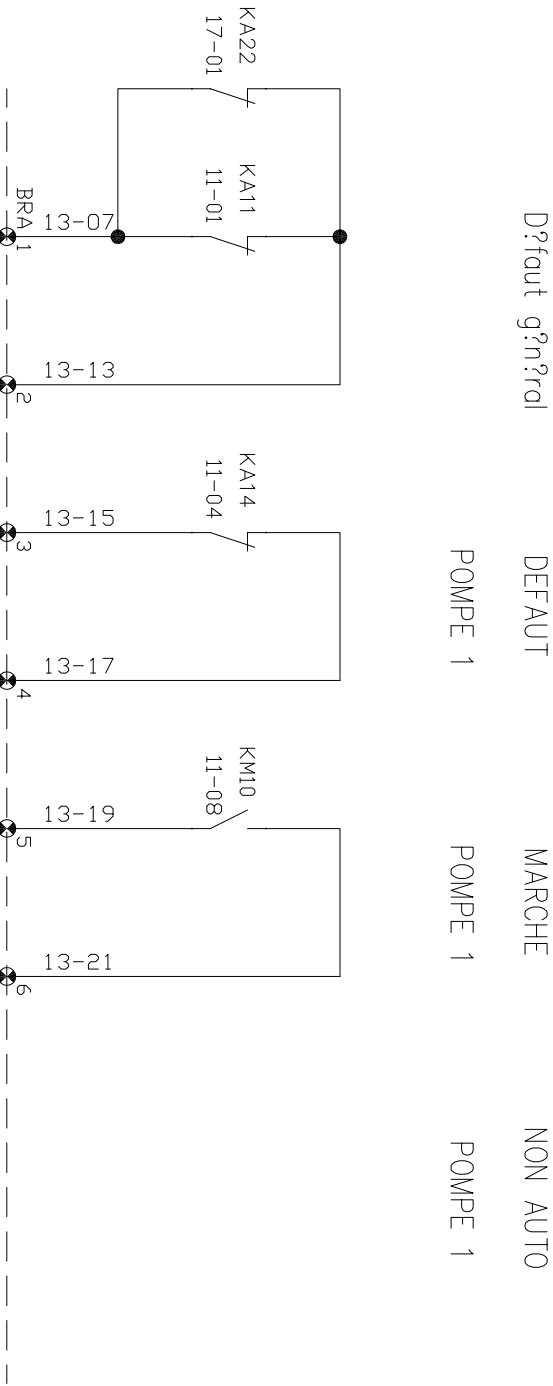 D?faut g?n?ral
DEFAUT
POMPE 1
MARCHE
POMPE 1
NON AUTO
POMPE 1
KA22
17-01
KA11
11-01
KA14
11-04
KM10
11-08
13-07
13-13
13-15
13-17
13-19
13-21
BRA 1
2
3
4
5
6